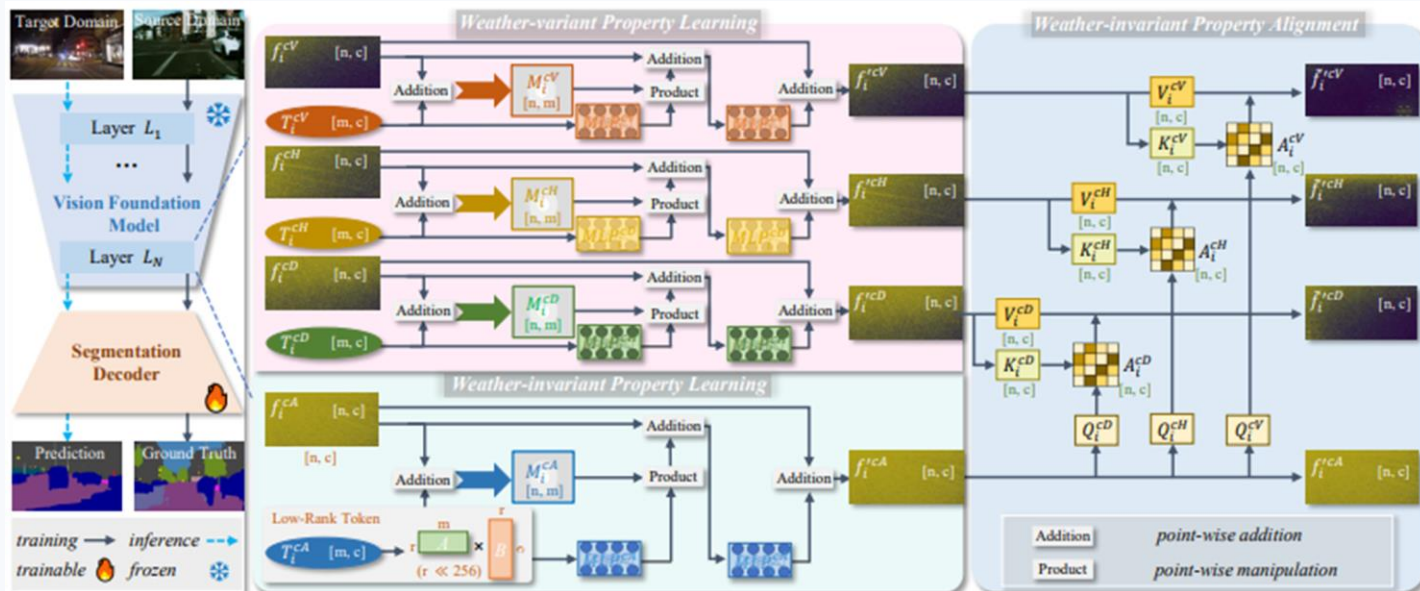 Target Domain
Source Domain
Layer L₁
...
Vision Foundation
Model
Layer L_N
Segmentation
Decoder
Prediction
Ground Truth
training
inference
trainable
frozen
Weather-variant Property Learning
f_i^{cV} [n, c]
Addition
M_i^{cV}
[n, m]
Addition
Product
Addition
T_i^{cV} [m, c]
f_i^{cH} [n, c]
Addition
M_i^{cH}
[n, m]
Addition
Product
Addition
T_i^{cH} [m, c]
f_i^{cD} [n, c]
Addition
M_i^{cD}
[n, m]
Addition
Product
Addition
T_i^{cD} [m, c]
Weather-invariant Property Learning
f_i^{cA} [n, c]
[n, c]
Addition
M_i^{cA}
[n, m]
Addition
Product
Addition
Low-Rank Token
T_i^{cA} [m, c]
m
r
A
×
r
B
c
(r ≪ 256)
Weather-invariant Property Alignment
f_i'^{cV} [n, c]
V_i^{cV}
[n, c]
K_i^{cV}
[n, c]
A_i^{cV}
[n, c]
f̃_i'^{cV} [n, c]
f_i'^{cH} [n, c]
V_i^{cH}
[n, c]
K_i^{cH}
[n, c]
A_i^{cH}
[n, c]
f̃_i'^{cH} [n, c]
f_i'^{cD} [n, c]
V_i^{cD}
[n, c]
K_i^{cD}
[n, c]
A_i^{cD}
[n, c]
f̃_i'^{cD} [n, c]
Q_i^{cD}
Q_i^{cH}
Q_i^{cV}
f_i'^{cA} [n, c]
f_i'^{cA} [n, c]
Addition point-wise addition
Product point-wise manipulation